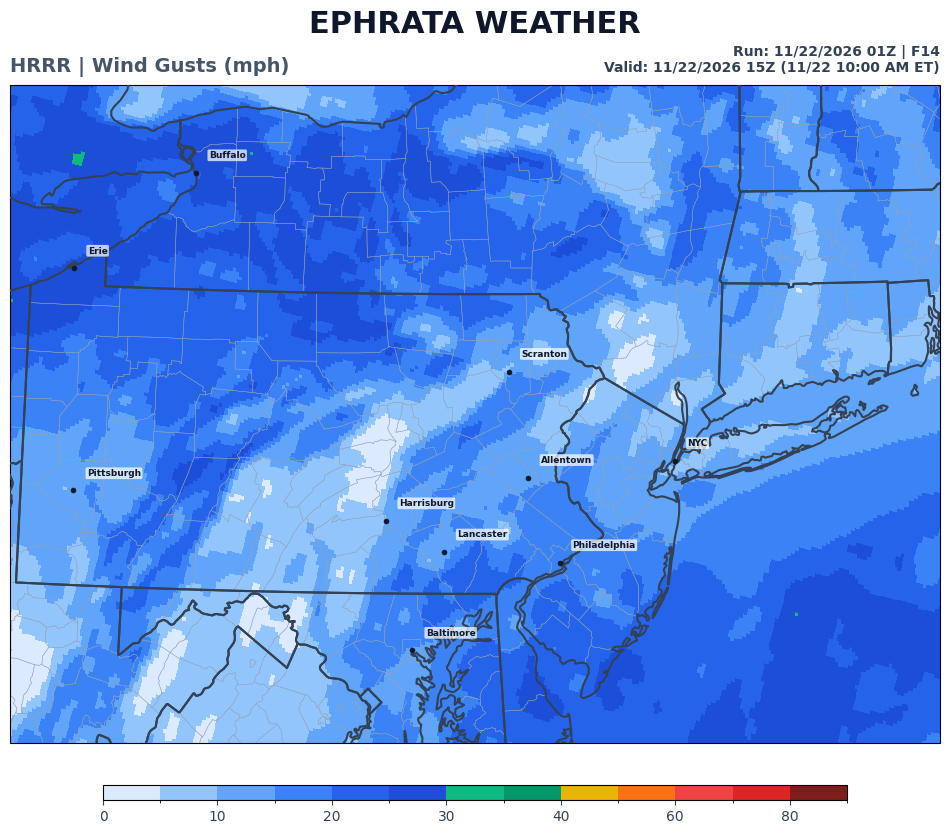 EPHRATA WEATHER
HRRR | Wind Gusts (mph)
Run: 11/22/2026 01Z | F14
Valid: 11/22/2026 15Z (11/22 10:00 AM ET)
Buffalo
Erie
Scranton
NYC
Allentown
Pittsburgh
Harrisburg
Lancaster
Philadelphia
Baltimore
0 10 20 30 40 50 60 70 80